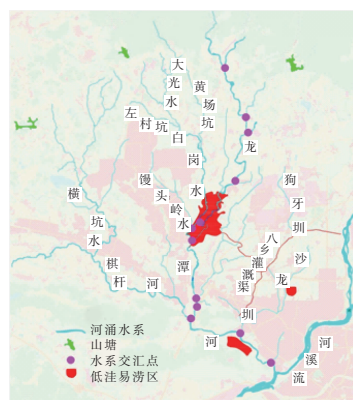 大光水
黄场坑
左村坑
白岗水
龙潭河
馒头岭水
狗牙圳
横坑水
八乡灌溉渠
棋杆河
沙龙圳
流溪河
河涌水系
山塘
水系交汇点
低洼易涝区